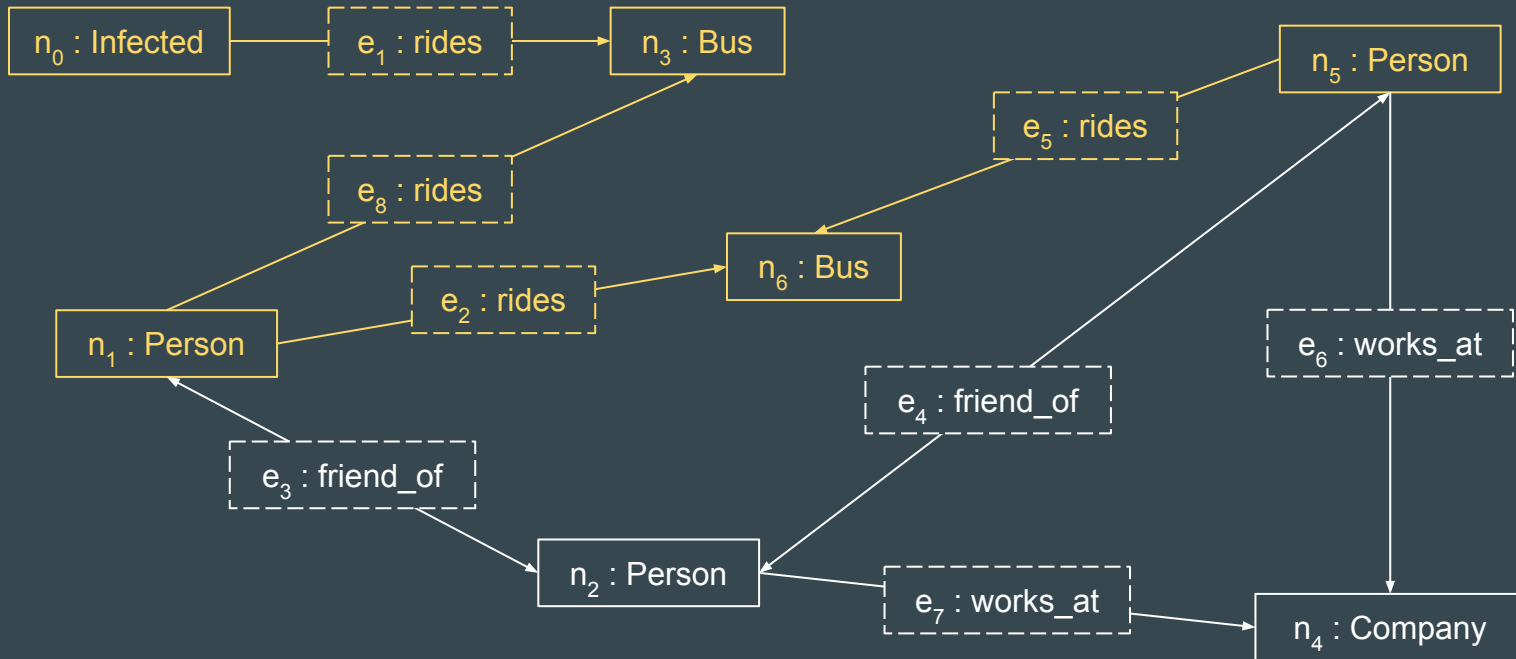 n₀ : Infected
e₁ : rides
n₃ : Bus
n₅ : Person
e₅ : rides
e₈ : rides
n₆ : Bus
e₂ : rides
n₁ : Person
e₆ : works_at
e₄ : friend_of
e₃ : friend_of
n₂ : Person
e₇ : works_at
n₄ : Company